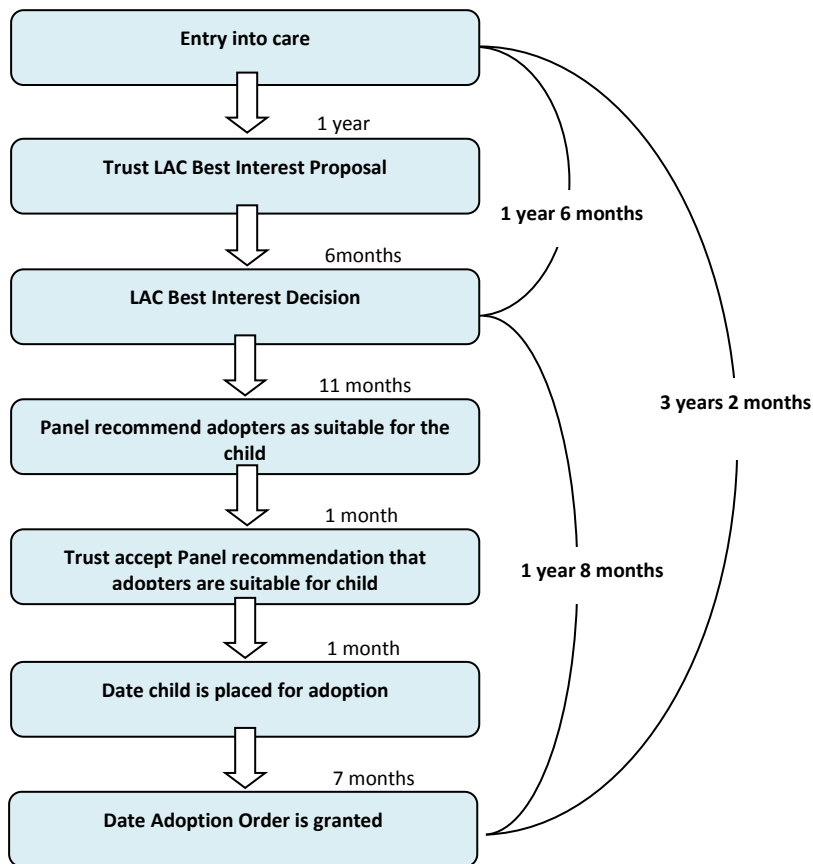 Entry into care
1 year
Trust LAC Best Interest Proposal
1 year 6 months
6months
LAC Best Interest Decision
11 months
3 years 2 months
Panel recommend adopters as suitable for the
child
1 month
Trust accept Panel recommendation that
adopters are suitable for child
1 year 8 months
1 month
Date child is placed for adoption
7 months
Date Adoption Order is granted